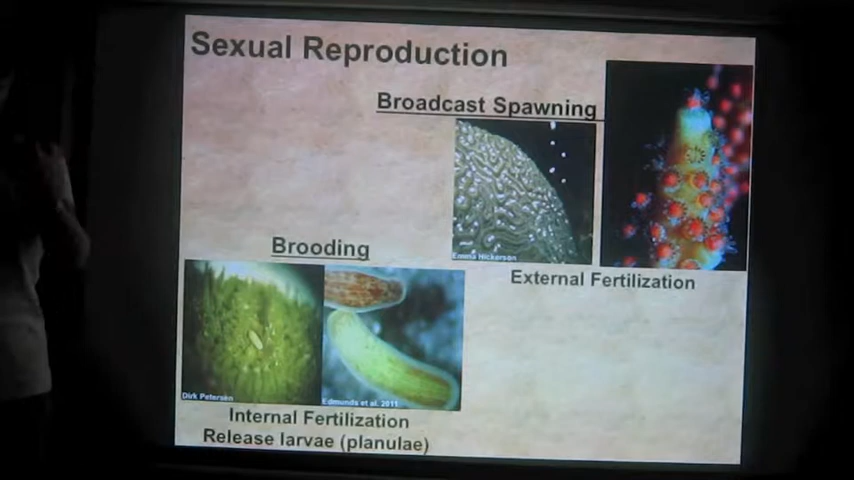 Sexual Reproduction
Broadcast Spawning
Emma Hickerson
External Fertilization
Brooding
Dirk Petersen
Edmunds et al. 2011
Internal Fertilization
Release larvae (planulae)